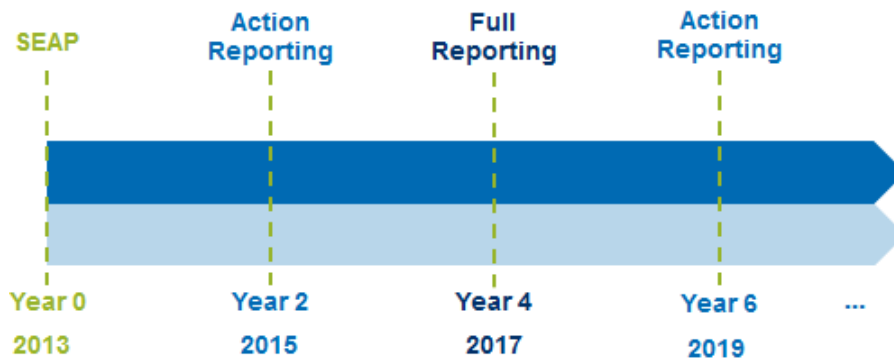 SEAP
Action
Reporting
Full
Reporting
Action
Reporting
Year 0
Year 2
Year 4
Year 6
...
2013
2015
2017
2019